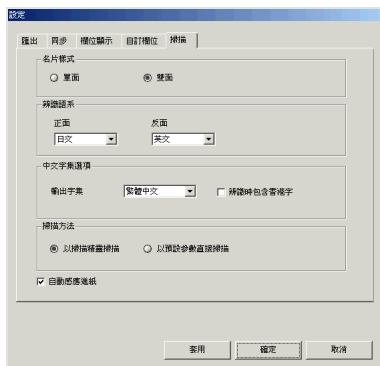 設定
匯出 同步 欄位顯示 自訂欄位 掃描
名片樣式
單面 雙面
辨識語系
正面 反面
日文 英文
中文字集選項
輸出字集 繁體中文 辨識時包含香港字
掃描方法
以掃描精靈掃描 以預設參數直接掃描
自動感應進紙
套用 確定 取消